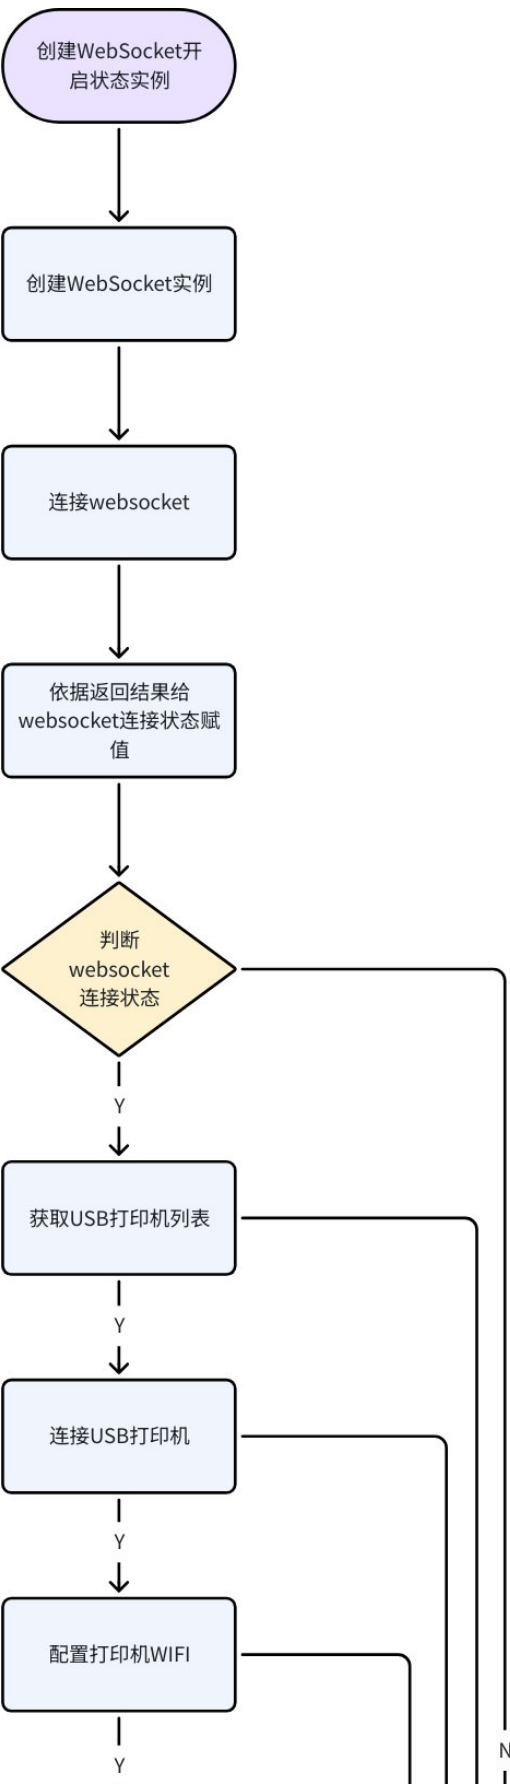 创建WebSocket开
启状态实例
创建WebSocket实例
连接websocket
依据返回结果给
websocket连接状态赋
值
判断
websocket
连接状态
Y
获取USB打印机列表
Y
连接USB打印机
Y
配置打印机WIFI
N
Y